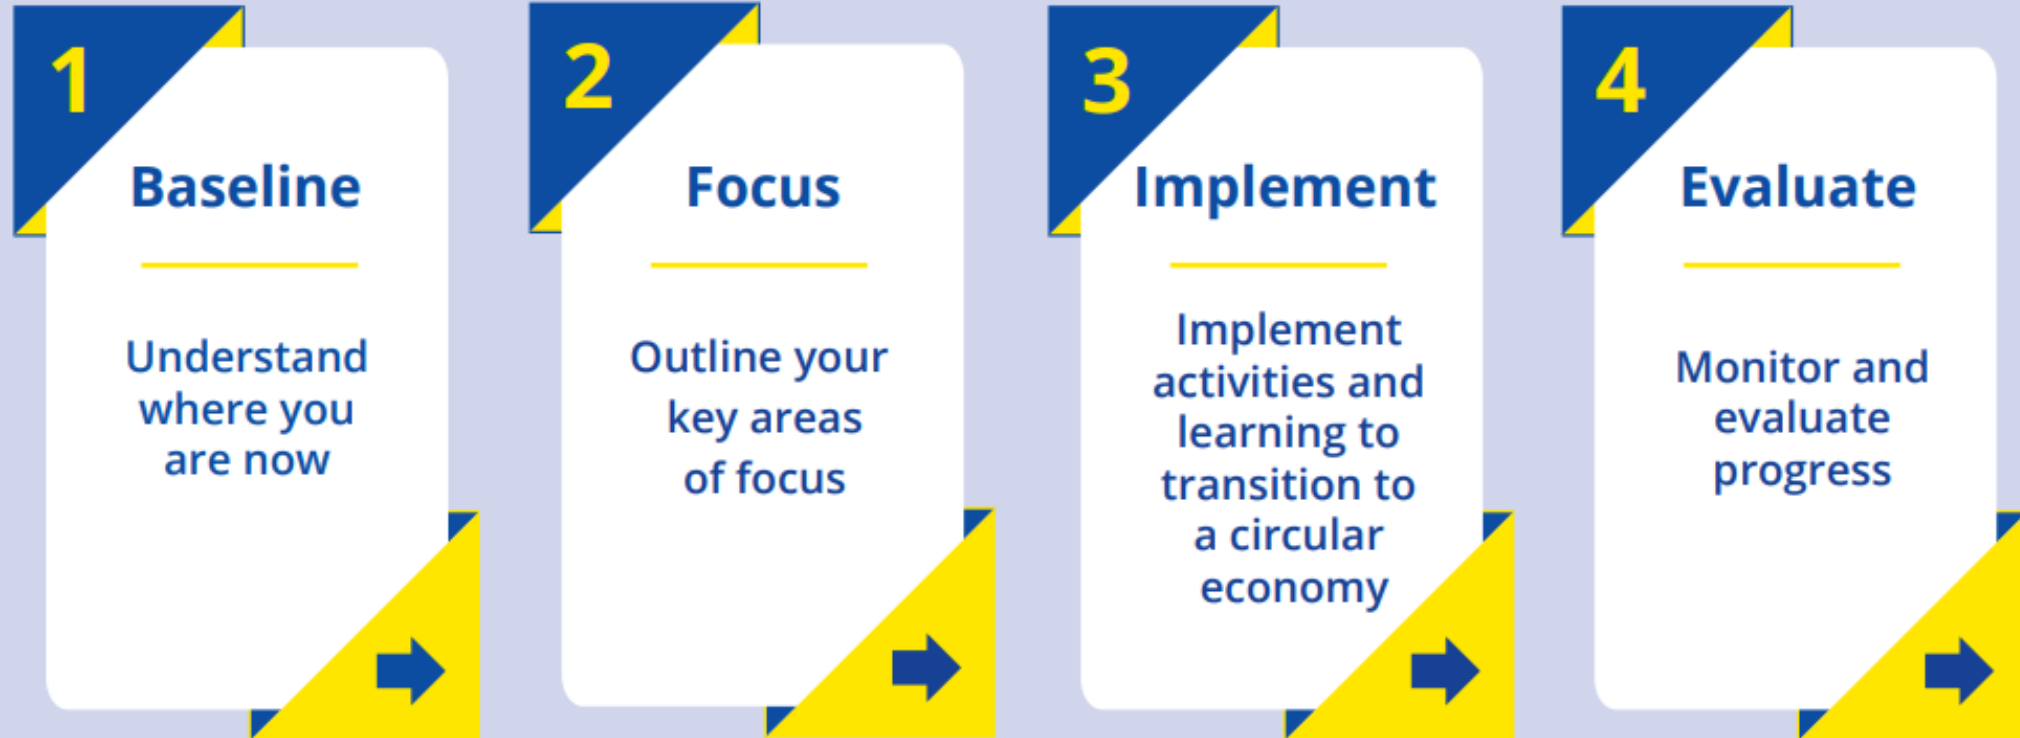 1
Baseline
Understand
where you
are now
2
Focus
Outline your
key areas
of focus
3
Implement
Implement
activities and
learning to
transition to
a circular
economy
4
Evaluate
Monitor and
evaluate
progress